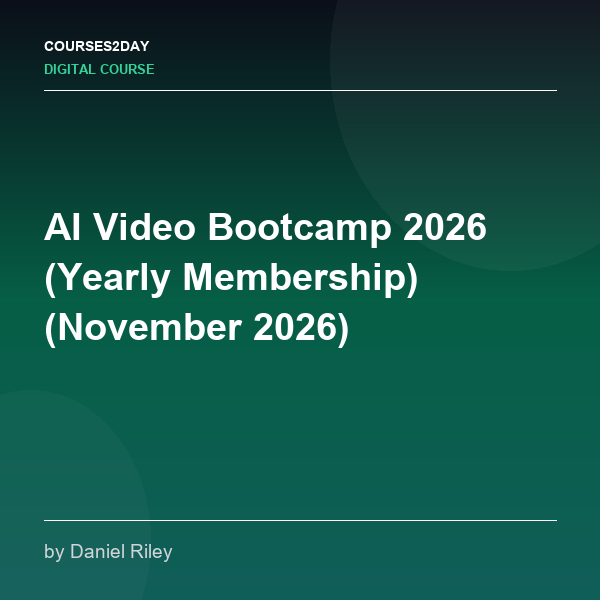 COURSES2DAY
DIGITAL COURSE
AI Video Bootcamp 2026
(Yearly Membership)
(November 2026)
by Daniel Riley